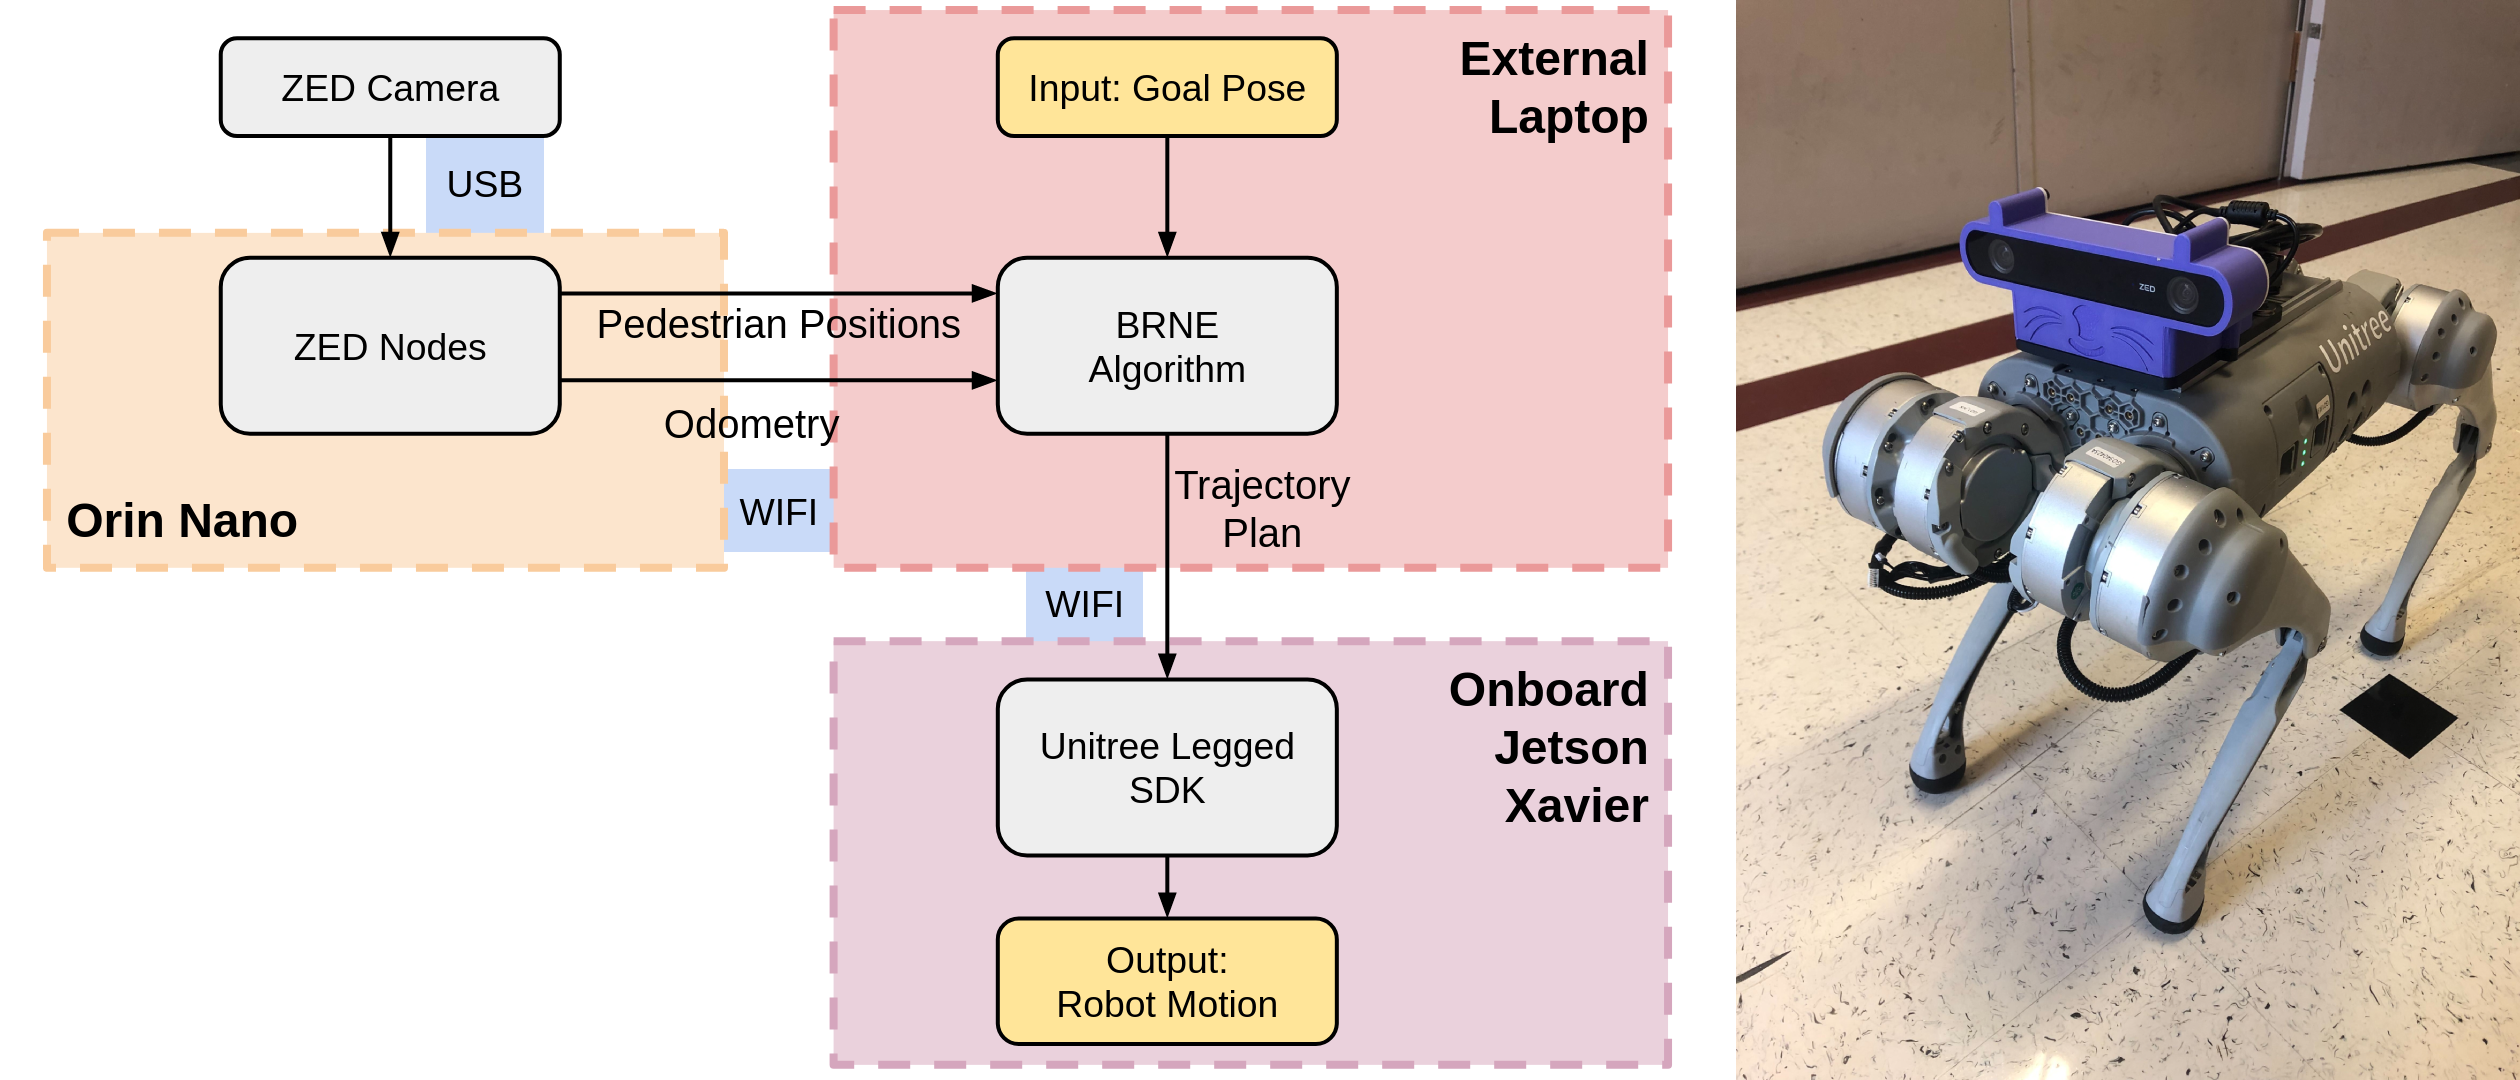 ZED Camera
USB
ZED Nodes
Orin Nano
Pedestrian Positions
Odometry
WIFI
External
Laptop
Input: Goal Pose
BRNE
Algorithm
Trajectory
Plan
WIFI
Onboard
Jetson
Xavier
Unitree Legged
SDK
Output:
Robot Motion
ZED
Unitree